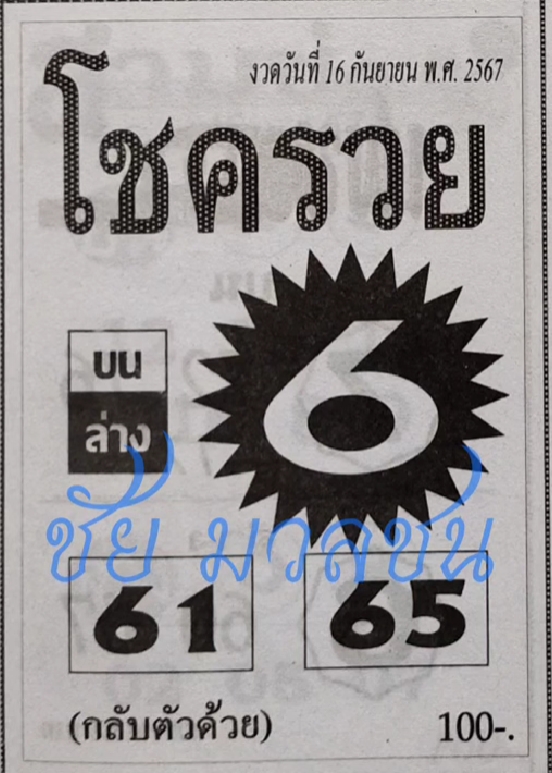 งวดวันที่ 16 กันยายน พ.ศ. 2567
โชครวย
บน
ล่าง
6
ชัย มวลชน
61 65
(กลับตัวด้วย) 100-.